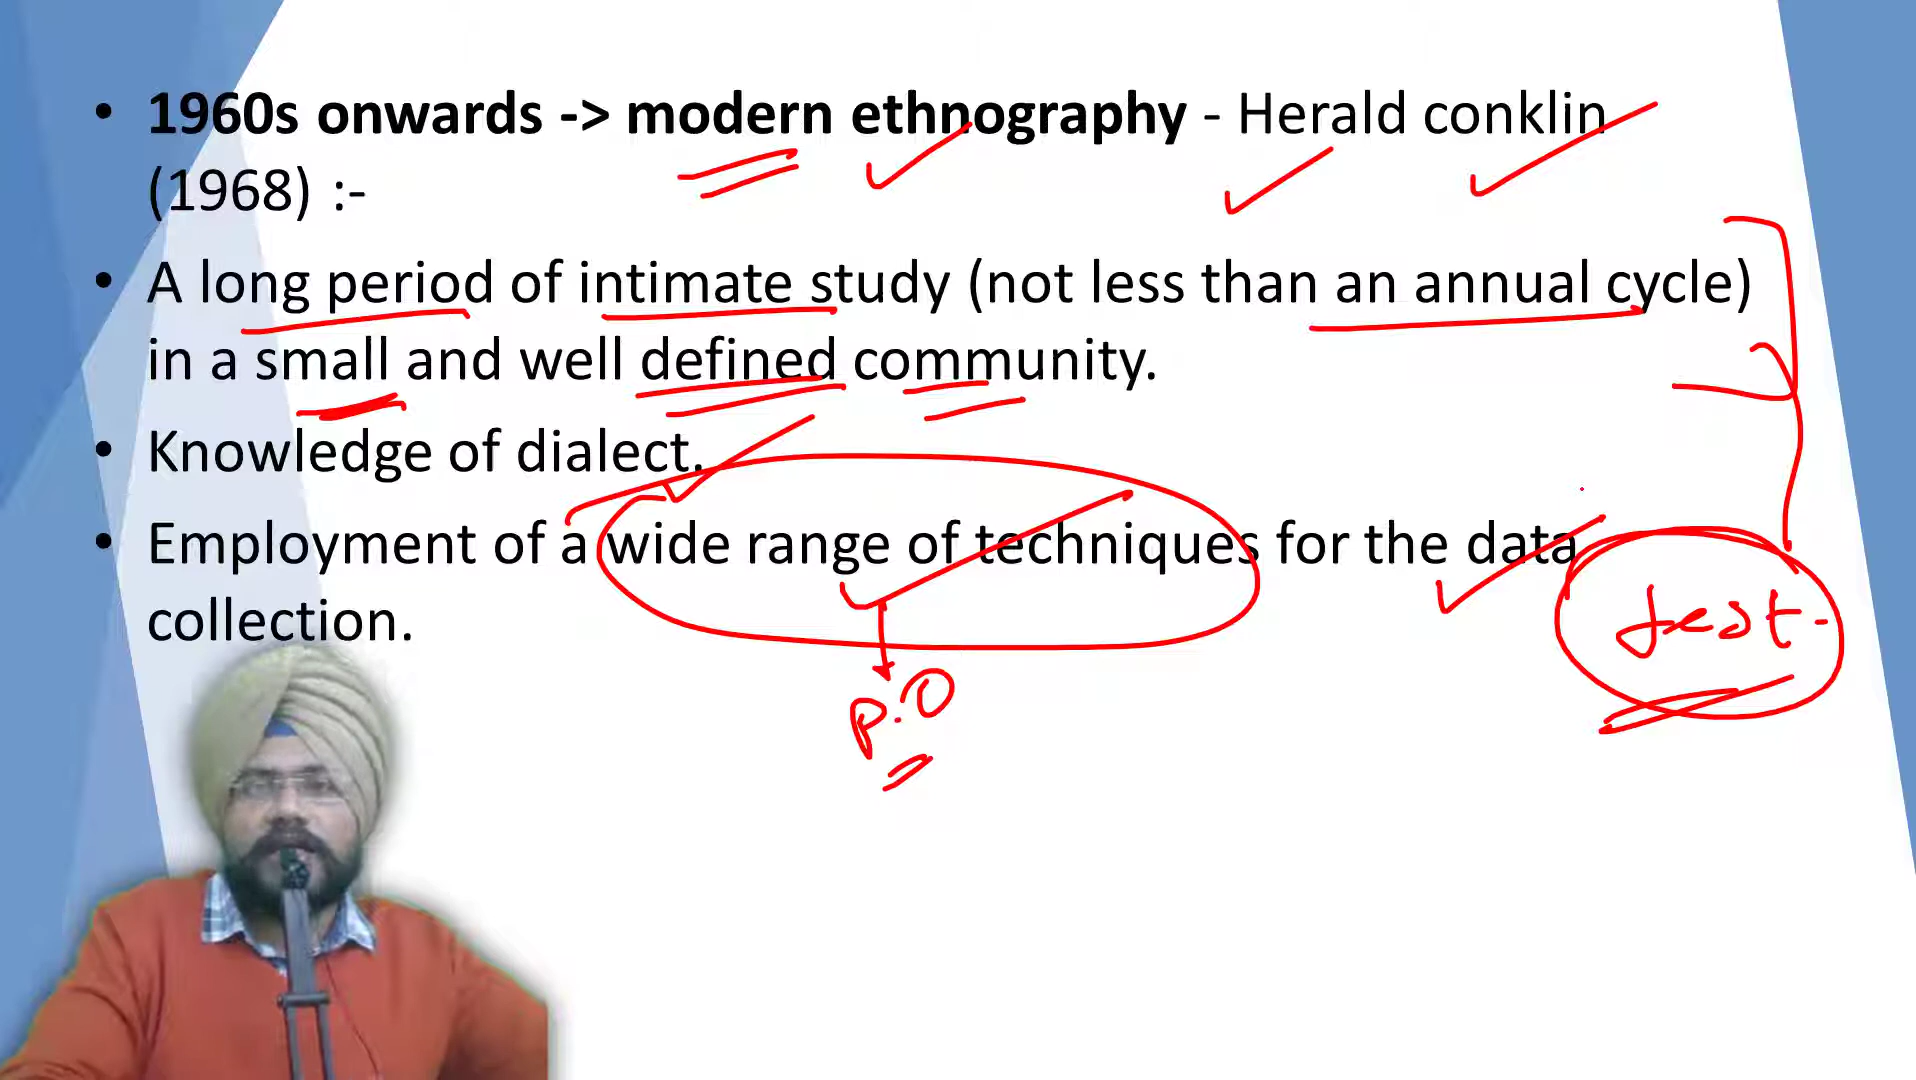 • 1960s onwards -> modern ethnography - Herald conklin
(1968) :-
• A long period of intimate study (not less than an annual cycle)
in a small and well defined community.
• Knowledge of dialect.
• Employment of a wide range of techniques for the data
collection.
P.O